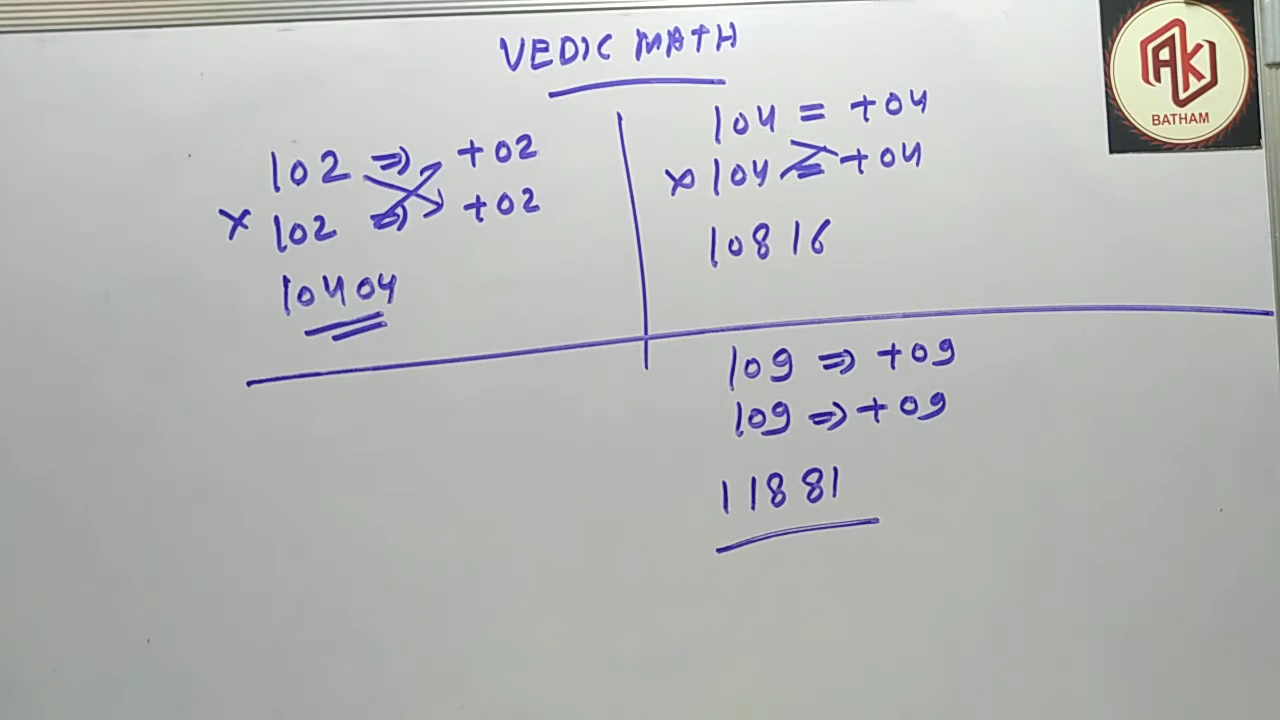 VEDIC MATH
102 ⇒ +02
× 102 ⇒ +02
10404
104 = +04
× 104 = +04
10816
109 ⇒ +09
109 ⇒ +09
11881
AK
BATHAM